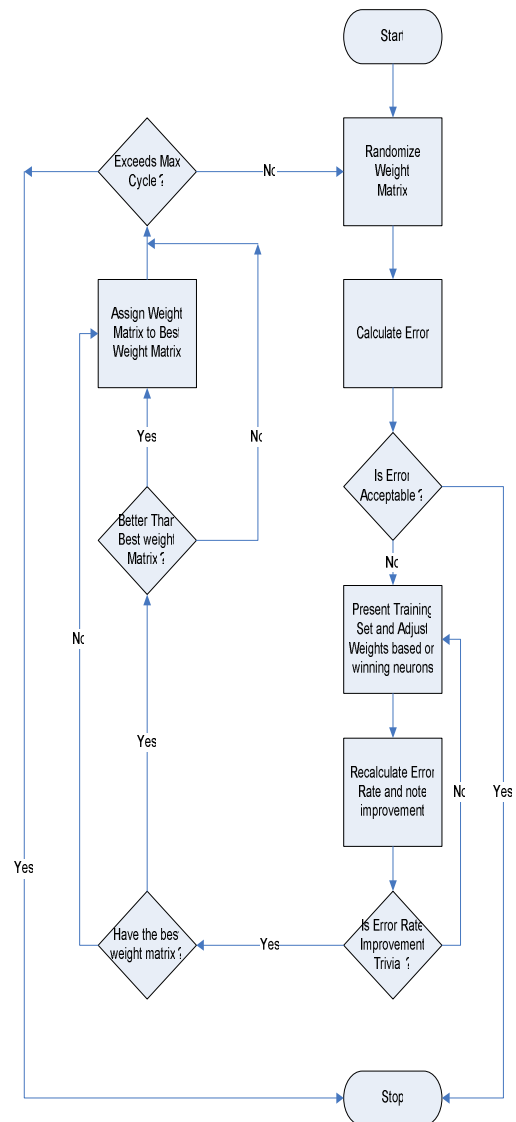 Start
Exceeds Max
Cycle?
No
Randomize
Weight
Matrix
Assign Weight
Matrix to Best
Weight Matrix
Calculate Error
Yes
No
Is Error
Acceptable?
Better Than
Best weight
Matrix?
No
Present Training
Set and Adjust
Weights based on
winning neurons
No
Yes
Recalculate Error
Rate and note
improvement
No
Yes
Yes
Have the best
weight matrix?
Yes
Is Error Rate
Improvement
Trivia ?
Stop